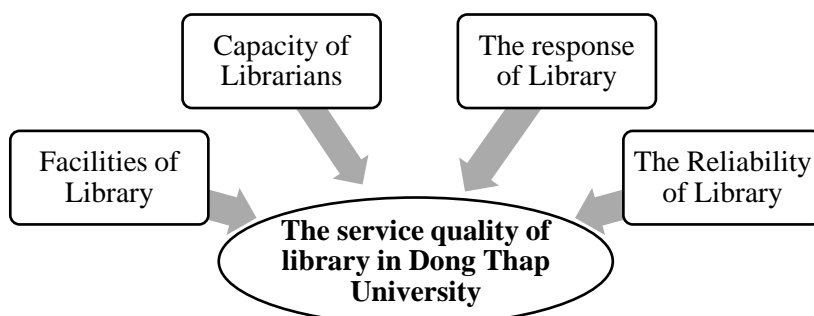 Capacity of
Librarians
The response
of Library
Facilities of
Library
The Reliability
of Library
The service quality of
library in Dong Thap
University